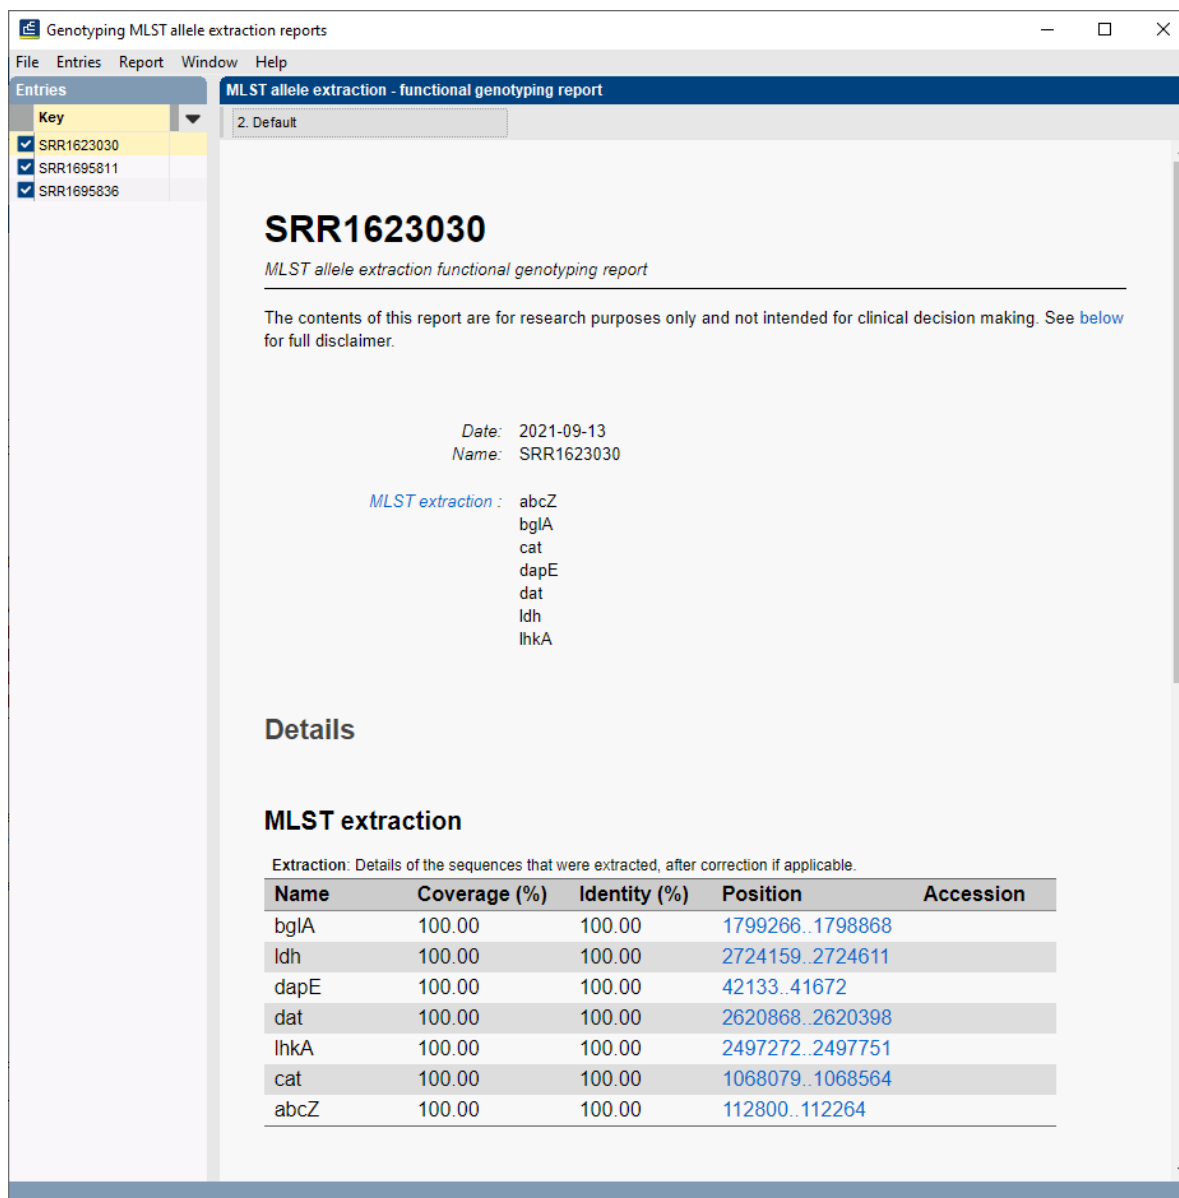 Genotyping MLST allele extraction reports
File Entries Report Window Help
Entries
Key
SRR1623030
SRR1695811
SRR1695836
MLST allele extraction - functional genotyping report
2. Default
SRR1623030
MLST allele extraction functional genotyping report
The contents of this report are for research purposes only and not intended for clinical decision making. See below
for full disclaimer.
Date: 2021-09-13
Name: SRR1623030
MLST extraction : abcZ
bglA
cat
dapE
dat
ldh
lhkA
Details
MLST extraction
Extraction: Details of the sequences that were extracted, after correction if applicable.
Name Coverage (%) Identity (%) Position Accession
bglA 100.00 100.00 1799266..1798868
ldh 100.00 100.00 2724159..2724611
dapE 100.00 100.00 42133..41672
dat 100.00 100.00 2620868..2620398
lhkA 100.00 100.00 2497272..2497751
cat 100.00 100.00 1068079..1068564
abcZ 100.00 100.00 112800..112264